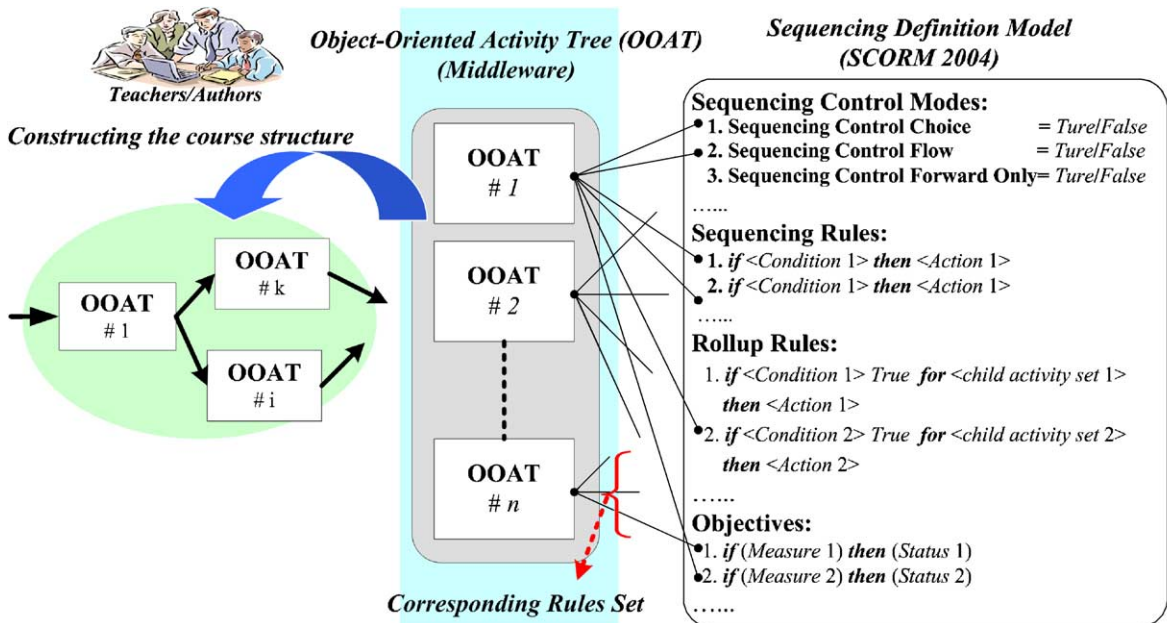 Teachers/Authors
Constructing the course structure
OOAT
# 1
OOAT
# k
OOAT
# i
Object-Oriented Activity Tree (OOAT)
(Middleware)
OOAT
# 1
OOAT
# 2
OOAT
# n
Corresponding Rules Set
Sequencing Definition Model
(SCORM 2004)
Sequencing Control Modes:
1. Sequencing Control Choice = Ture/False
2. Sequencing Control Flow = Ture/False
3. Sequencing Control Forward Only= Ture/False
…...
Sequencing Rules:
1. if <Condition 1> then <Action 1>
2. if <Condition 1> then <Action 1>
…...
Rollup Rules:
1. if <Condition 1> True for <child activity set 1>
then <Action 1>
2. if <Condition 2> True for <child activity set 2>
then <Action 2>
…...
Objectives:
1. if (Measure 1) then (Status 1)
2. if (Measure 2) then (Status 2)
…...